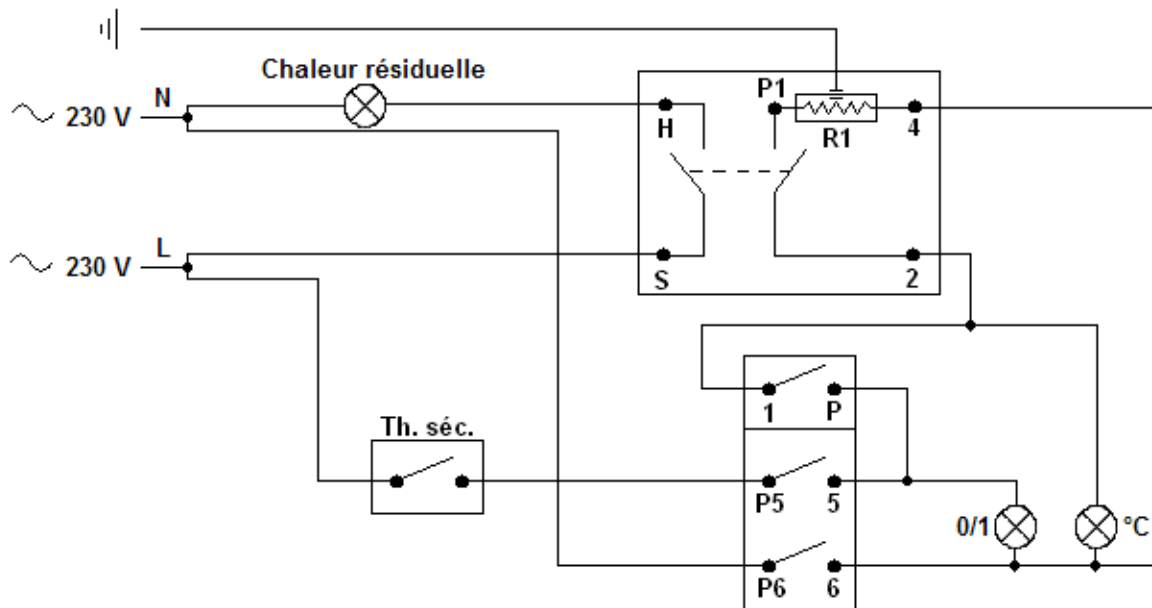 Chaleur résiduelle
N
230 V
H
P1
R1
4
L
230 V
S
2
1
P
Th. séc.
P5
5
0/1
°C
P6
6